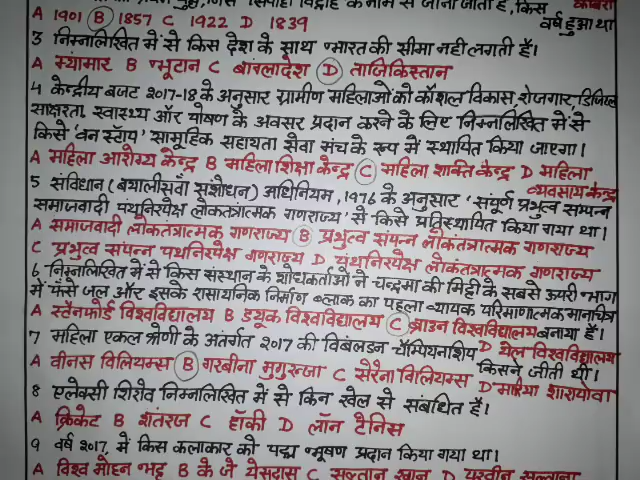 जिसे सिपाही विद्रोह के नाम से जाना जाता है, किस
वर्ष हुआ था
A 1901 B 1857 C 1922 D 1839
3 निम्नलिखित में से किस देश के साथ भारत की सीमा नही लगती है।
A म्यांमार B भूटान C बांग्लादेश D ताजिकिस्तान
4 केन्द्रीय बजट 2017-18 के अनुसार ग्रामीण महिलाओं को कौशल विकास, रोजगार, डिजिटल
साक्षरता, स्वास्थ्य और पोषण के अवसर प्रदान करने के लिए निम्नलिखित में से
किसे 'वन स्टॉप' सामूहिक सहायता सेवा मंच के रूप में स्थापित किया जाएगा।
A महिला आरोग्य केन्द्र B महिला शिक्षा केन्द्र C महिला शक्ति केन्द्र D महिला
व्यवसाय केन्द्र
5 संविधान (बयालीसवाँ संशोधन) अधिनियम, 1976 के अनुसार 'संपूर्ण प्रभुत्व सम्पन्न
समाजवादी पंथनिरपेक्ष लोकतंत्रात्मक गणराज्य' से किसे प्रतिस्थापित किया गया था।
A समाजवादी लोकतंत्रात्मक गणराज्य B प्रभुत्व संपन्न लोकतंत्रात्मक गणराज्य
C प्रभुत्व संपन्न पंथनिरपेक्ष गणराज्य D पंथनिरपेक्ष लोकतंत्रात्मक गणराज्य
6 निम्नलिखित में से किस संस्थान के शोधकर्ताओं ने चन्द्रमा की मिट्टी के सबसे ऊपरी भाग
में फंसे जल और इसके रासायनिक निर्माण ब्लाक का पहला व्यापक परिमाणात्मक मानचित्र
A स्टैनफोर्ड विश्वविद्यालय B ड्यूक विश्वविद्यालय C ब्राउन विश्वविद्यालय बनाया है।
D येल विश्वविद्यालय
7 महिला एकल श्रेणी के अंतर्गत 2017 की विंबलडन चॅम्पियनशिप किसने जीती थी।
A वीनस विलियम्स B गरबीना मुगुरुजा C सेरेना विलियम्स D मारिया शारापोवा
8 एलेक्सी शिरोव निम्नलिखित में से किन खेल से संबधित है।
A क्रिकेट B शतरंज C हॉकी D लॉन टेनिस
9 वर्ष 2017, में किस कलाकार को पद्म भूषण प्रदान किया गया था।
A विश्व मोहन भट्ट B के जे येसुदास C सुल्तान खान D परवीन सुल्ताना